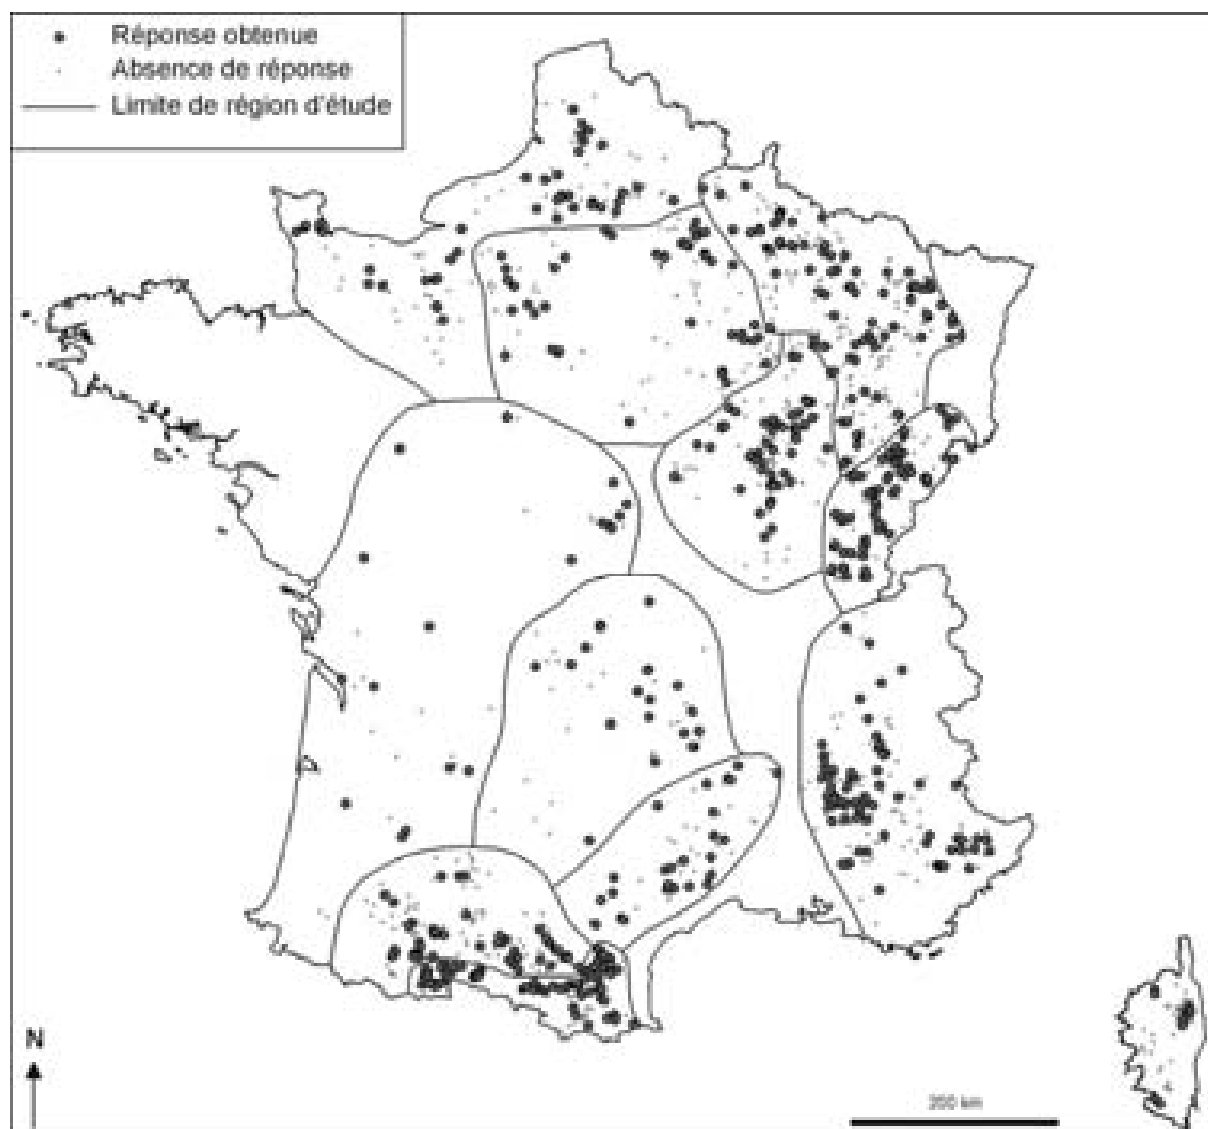 Réponse obtenue
Absence de réponse
Limite de région d'étude
N
200 km